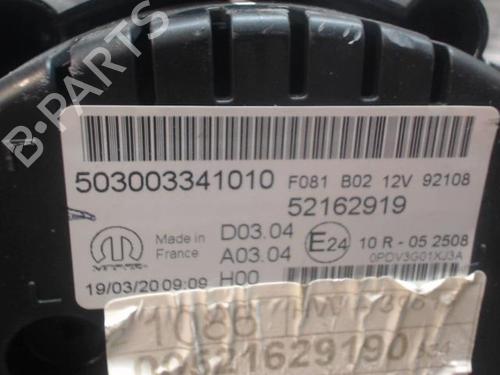 B-PARTS
503003341010 F081 B02 12V 92108
52162919
Made in
France
D03.04
A03.04
H00
E24
10 R - 05 2508
0PDV3G01XJ3A
19/03/20 09:09